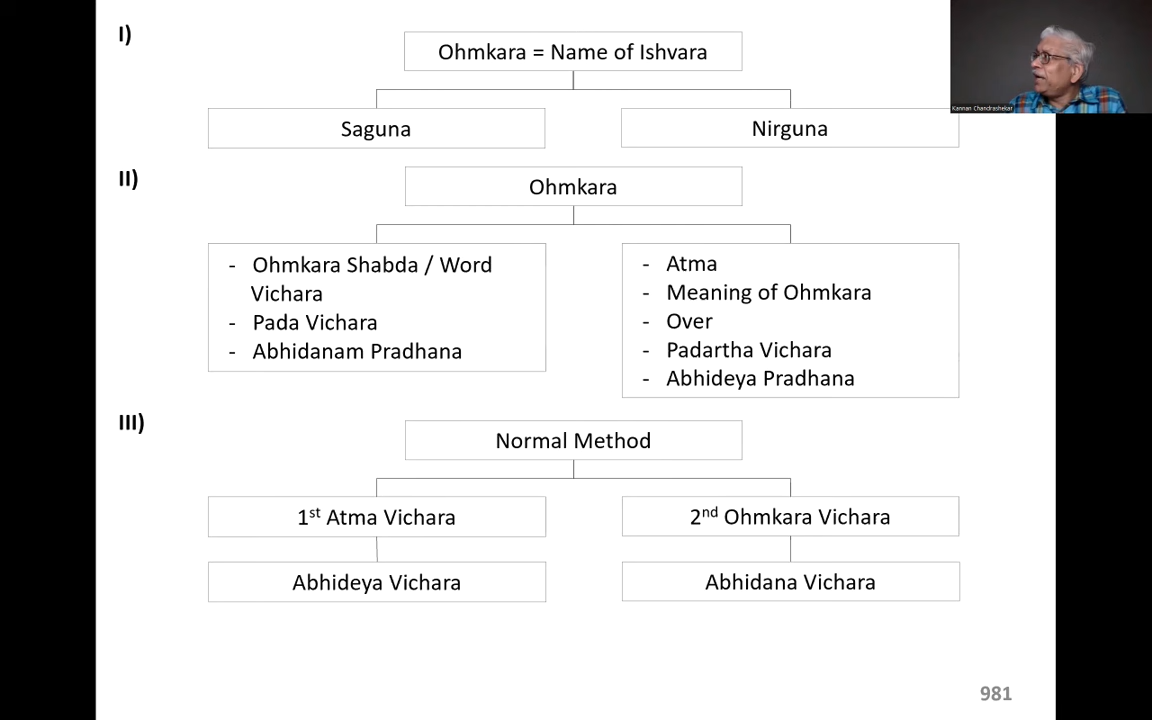 I)
Ohmkara = Name of Ishvara
Kannan Chandrashekar
Saguna
Nirguna
II)
Ohmkara
- Ohmkara Shabda / Word
Vichara
- Pada Vichara
- Abhidanam Pradhana
- Atma
- Meaning of Ohmkara
- Over
- Padartha Vichara
- Abhideya Pradhana
III)
Normal Method
1st Atma Vichara
2nd Ohmkara Vichara
Abhideya Vichara
Abhidana Vichara
981